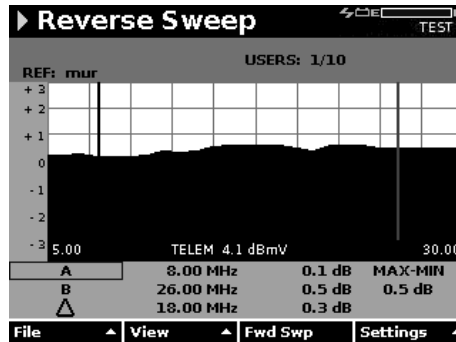 Reverse Sweep
E
TEST
USERS: 1/10
REF: mur
+ 3
+ 2
+ 1
0
- 1
- 2
- 3
5.00 TELEM 4.1 dBmV 30.00
A 8.00 MHz 0.1 dB MAX-MIN
B 26.00 MHz 0.5 dB 0.5 dB
△ 18.00 MHz 0.3 dB
File View Fwd Swp Settings